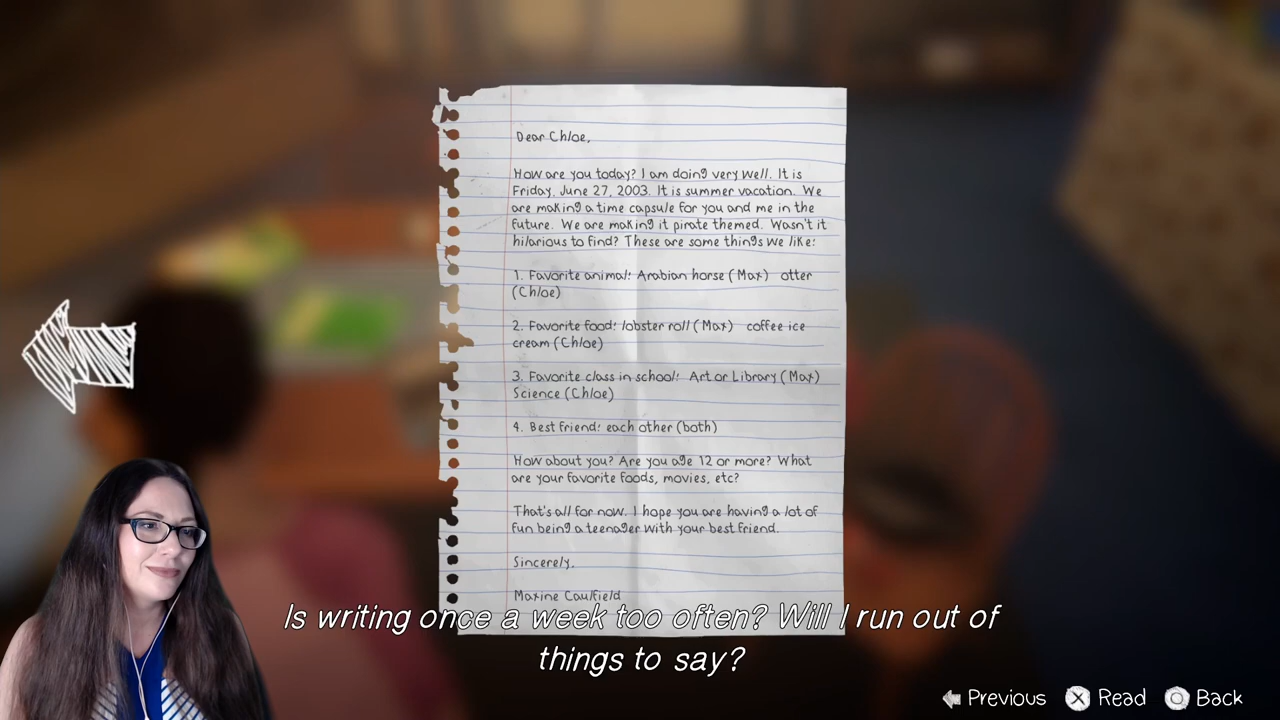 Dear Chloe,
How are you today? I am doing very well. It is
Friday, June 27, 2003. It is summer vacation. We
are making a time capsule for you and me in the
future. We are making it pirate themed. Wasn't it
hilarious to find? These are some things we like:
1. Favorite animal: Arabian horse (Max) otter
(Chloe)
2. Favorite food: lobster roll (Max) coffee ice
cream (Chloe)
3. Favorite class in school: Art or Library (Max)
Science (Chloe)
4. Best friend: each other (both)
How about you? Are you age 12 or more? What
are your favorite foods, movies, etc?
That's all for now. I hope you are having a lot of
fun being a teenager with your best friend.
Sincerely,
Maxine Caulfield
Is writing once a week too often? Will I run out of
things to say?
Previous Read Back